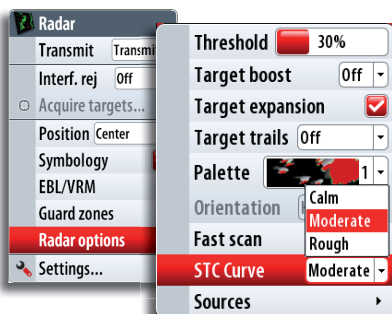 Radar
Transmit Transmi
Interf. rej Off
Acquire targets...
Position Center
Symbology
EBL/VRM
Guard zones
Radar options
Settings...
Threshold 30%
Target boost Off
Target expansion
Target trails Off
Palette 1
Orientation
Calm
Moderate
Rough
Fast scan
STC Curve Moderate
Sources